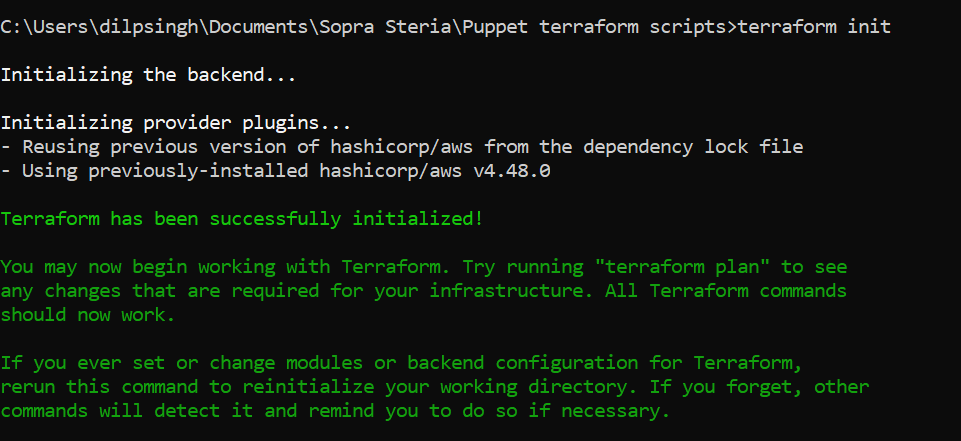 C:\Users\dilpsingh\Documents\Sopra Steria\Puppet terraform scripts>terraform init
Initializing the backend...
Initializing provider plugins...
- Reusing previous version of hashicorp/aws from the dependency lock file
- Using previously-installed hashicorp/aws v4.48.0
Terraform has been successfully initialized!
You may now begin working with Terraform. Try running "terraform plan" to see
any changes that are required for your infrastructure. All Terraform commands
should now work.
If you ever set or change modules or backend configuration for Terraform,
rerun this command to reinitialize your working directory. If you forget, other
commands will detect it and remind you to do so if necessary.